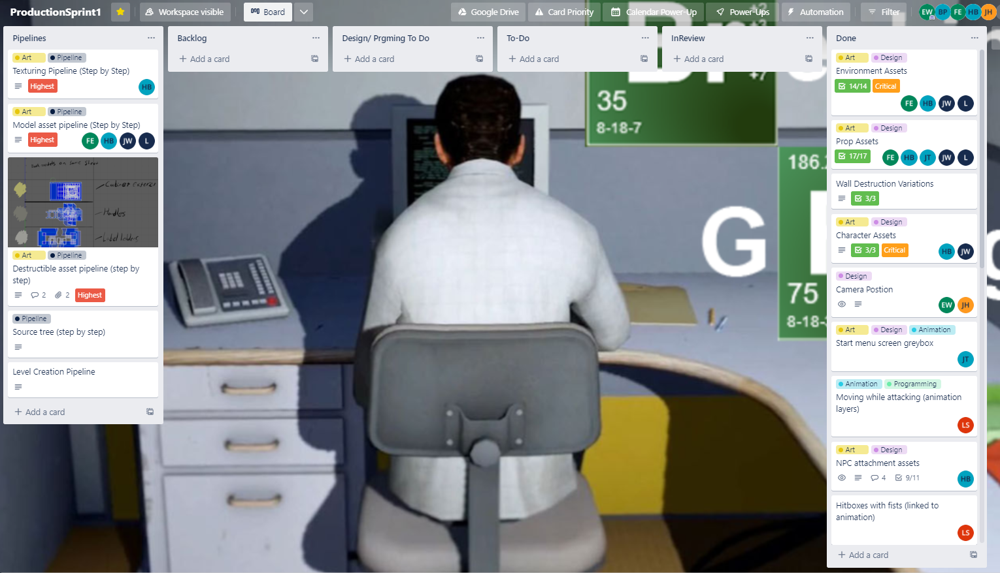 ProductionSprint1
Workspace visible
Board
Google Drive
Card Priority
Calendar Power-Up
Power-Ups
Automation
Filter
EW
BP
FE
HB
JH
Pipelines
Art Pipeline
Texturing Pipeline (Step by Step)
Highest
HB
Art Pipeline
Model asset pipeline (Step by Step)
Highest
FE HB JW L
Cabinet Exterior
Handles
Label holders
Art Pipeline
Destructible asset pipeline (step by
step)
2 2 Highest
Pipeline
Source tree (step by step)
Level Creation Pipeline
+ Add a card
Backlog
+ Add a card
Design/ Prgming To Do
+ Add a card
To-Do
+ Add a card
InReview
+ Add a card
+7
35
8-18-7
186.
G
75
8-18-
Done
Art Design
Environment Assets
14/14 Critical
FE HB JW L
Art Design
Prop Assets
17/17
FE HB JT JW L
Wall Destruction Variations
3/3
Art Design
Character Assets
3/3 Critical
HB JW
Design
Camera Postion
EW JH
Art Design Animation
Start menu screen greybox
JT
Animation Programming
Moving while attacking (animation
layers)
LS
Art Design
NPC attachment assets
4 9/11
HB
Hitboxes with fists (linked to
animation)
LS
+ Add a card